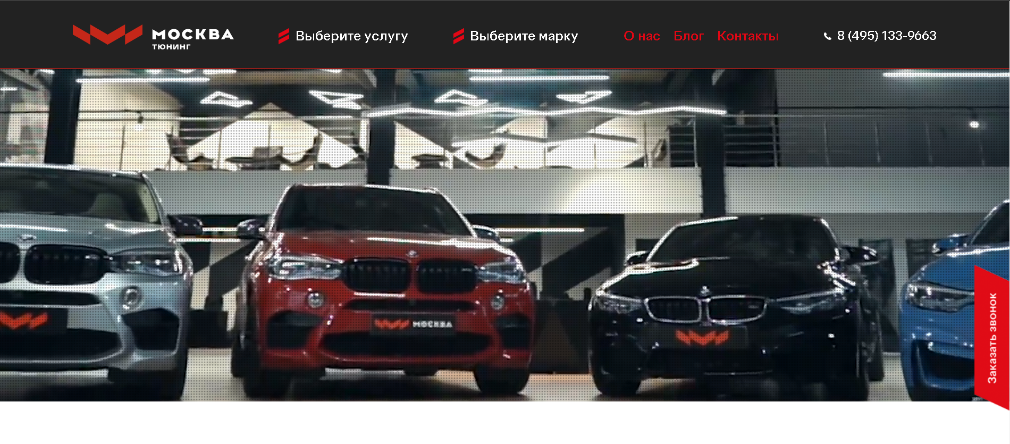 МОСКВА
ТЮНИНГ
Выберите услугу
Выберите марку
О нас Блог Контакты
8 (495) 133-9663
МОСКВА
Заказать звонок